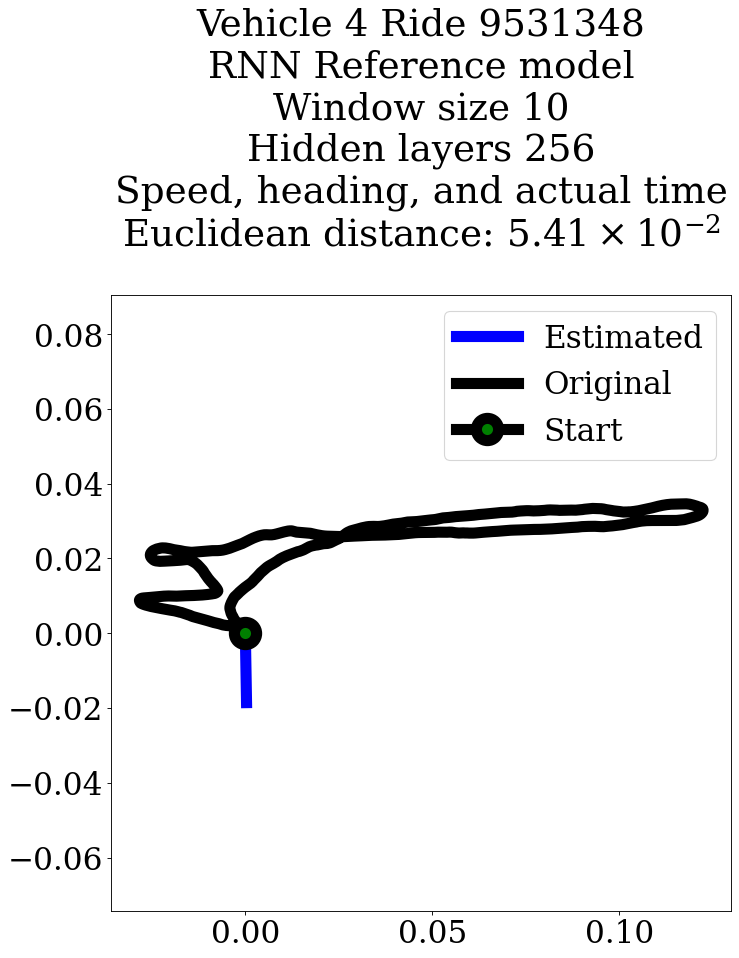 Vehicle 4 Ride 9531348
RNN Reference model
Window size 10
Hidden layers 256
Speed, heading, and actual time
Euclidean distance: 5.41 × 10⁻²
Estimated
Original
Start
0.08
0.06
0.04
0.02
0.00
−0.02
−0.04
−0.06
0.00 0.05 0.10